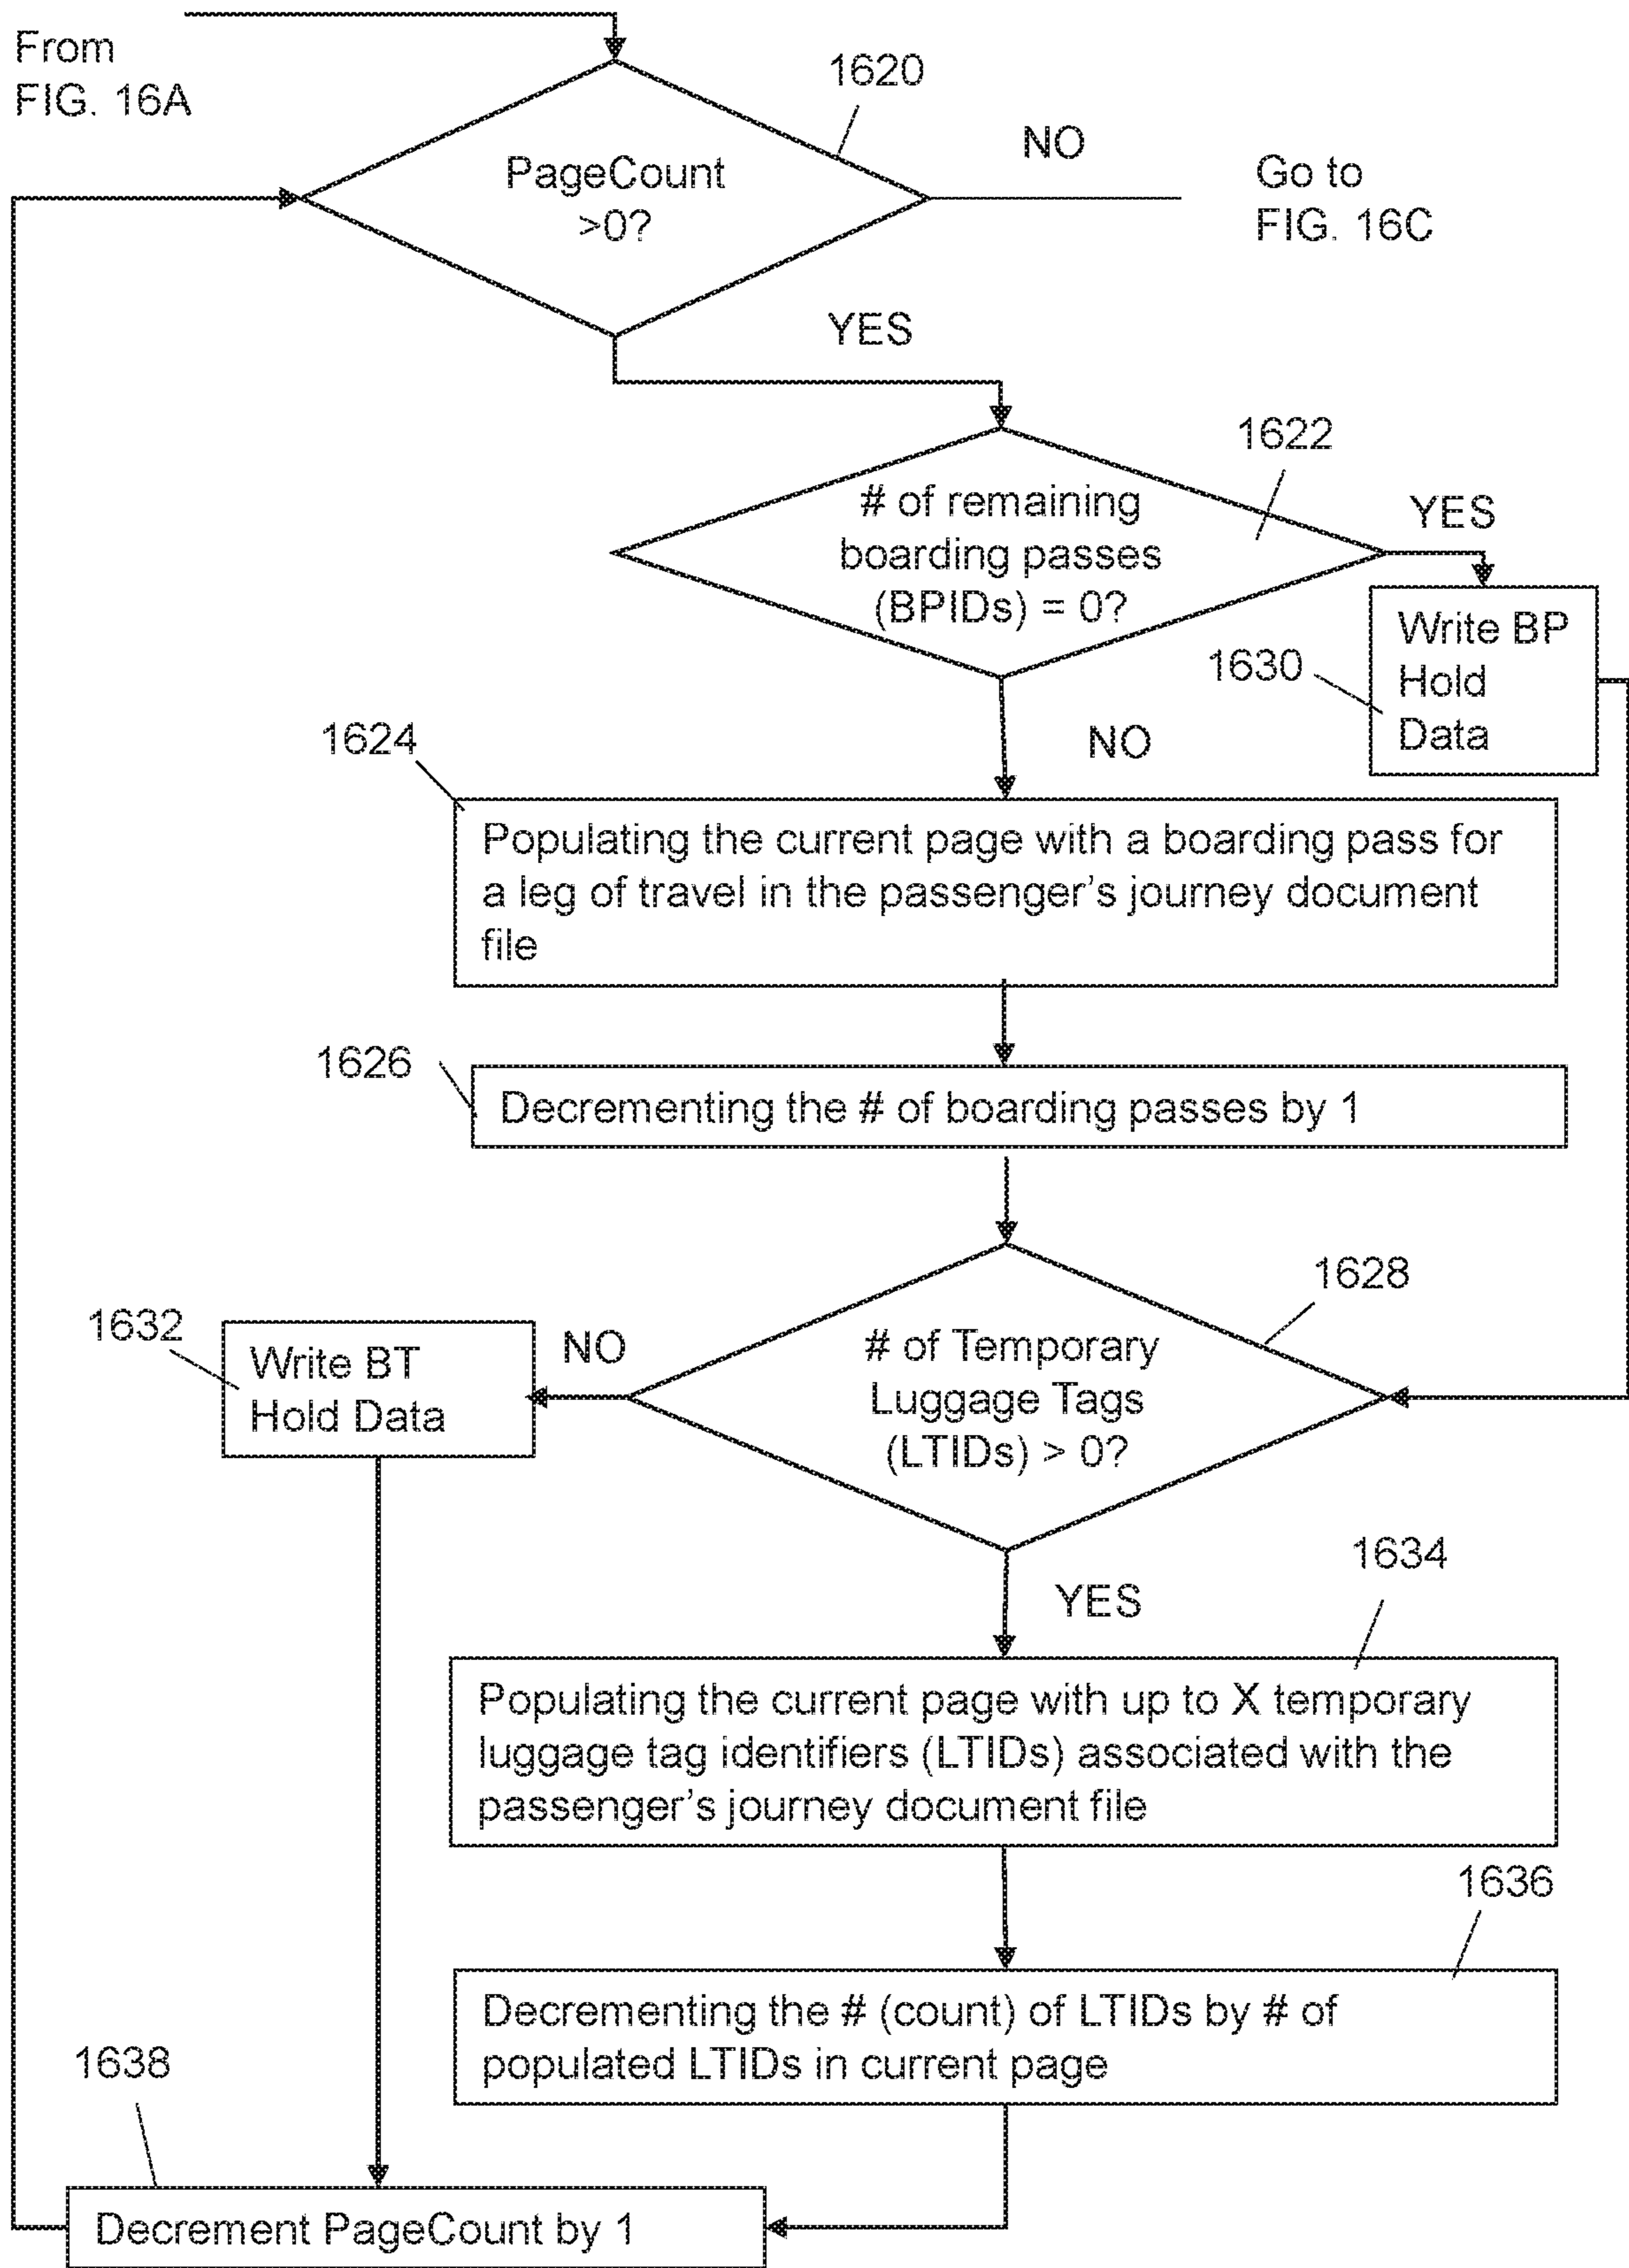 From
FIG. 16A
1620
PageCount
>0?
NO
Go to
FIG. 16C
YES
1622
# of remaining
boarding passes
(BPIDs) = 0?
YES
1630
Write BP
Hold
Data
NO
1624
Populating the current page with a boarding pass for
a leg of travel in the passenger's journey document
file
1626
Decrementing the # of boarding passes by 1
1628
# of Temporary
Luggage Tags
(LTIDs) > 0?
NO
1632
Write BT
Hold Data
YES
1634
Populating the current page with up to X temporary
luggage tag identifiers (LTIDs) associated with the
passenger's journey document file
1636
Decrementing the # (count) of LTIDs by # of
populated LTIDs in current page
1638
Decrement PageCount by 1